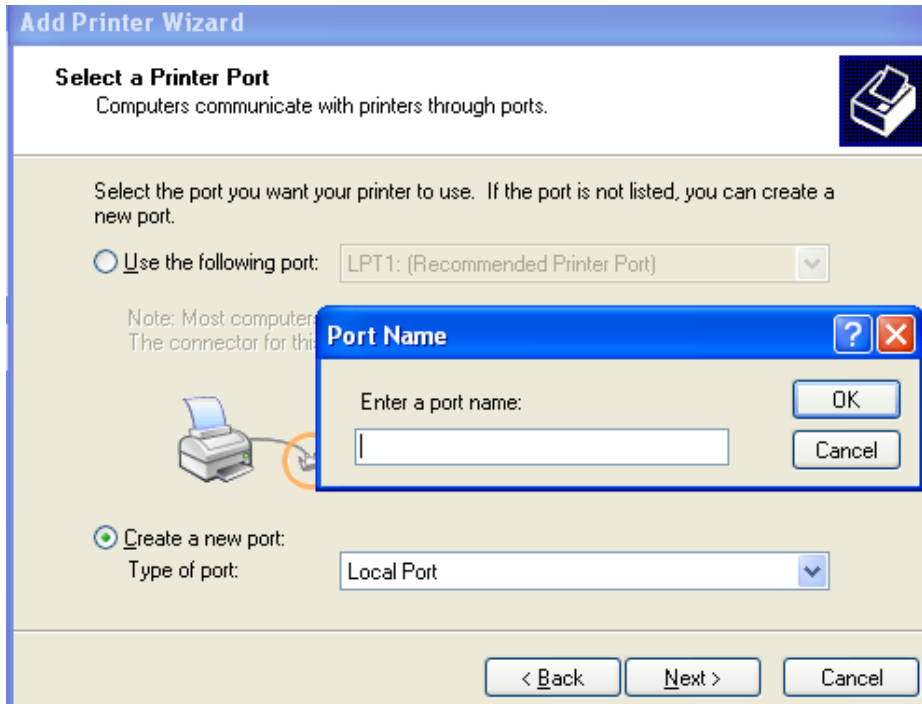 Add Printer Wizard
Select a Printer Port
Computers communicate with printers through ports.
Select the port you want your printer to use. If the port is not listed, you can create a
new port.
Use the following port:
LPT1: (Recommended Printer Port)
Note: Most computer
The connector for this
Port Name
Enter a port name:
OK
Cancel
Create a new port:
Type of port:
Local Port
< Back
Next >
Cancel